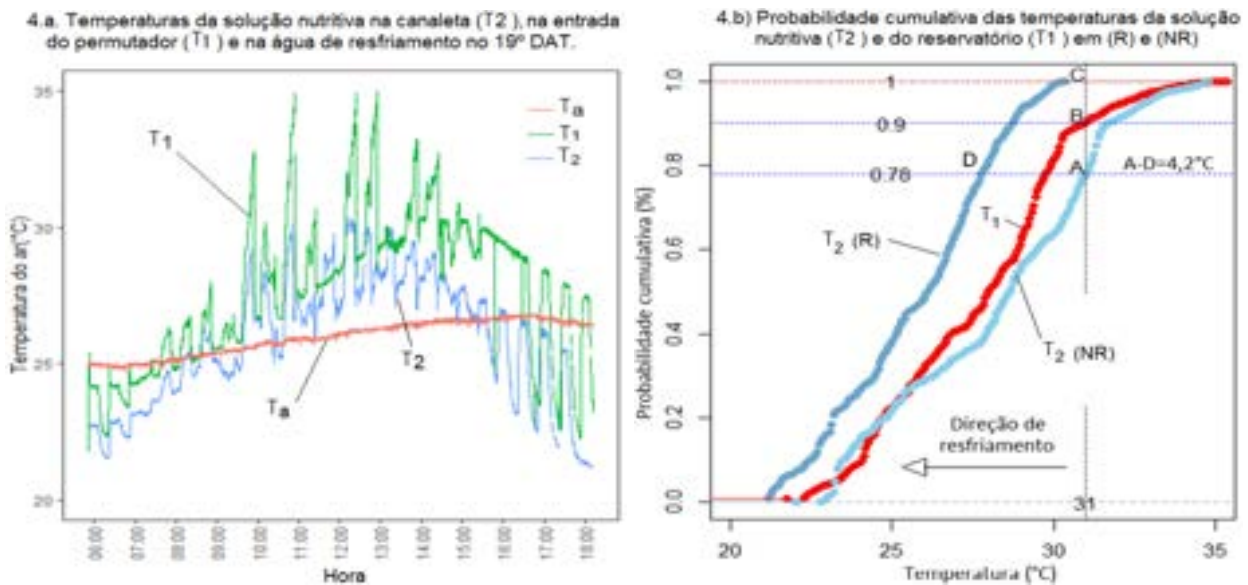 4.a. Temperaturas da solução nutritiva na canaleta (T2 ), na entrada
do permutador (T1 ) e na água de resfriamento no 19º DAT.
Temperatura do an(°C)
35
30
25
20
Ta
T1
T2
T1
T2
Ta
06:00
07:00
08:00
09:00
10:00
11:00
12:00
13:00
14:00
15:00
16:00
17:00
18:00
Hora
4.b) Probabilidade cumulativa das temperaturas da solução
nutritiva (T2 ) e do reservatório (T1 ) em (R) e (NR)
Probabilidade cumulativa (%)
1.0
0.8
0.6
0.4
0.2
0.0
1
0.9
0.78
C
B
A
D
A-D=4,2°C
T2 (R)
T1
T2 (NR)
Direção de
resfriamento
31
20
25
30
35
Temperatura (°C)